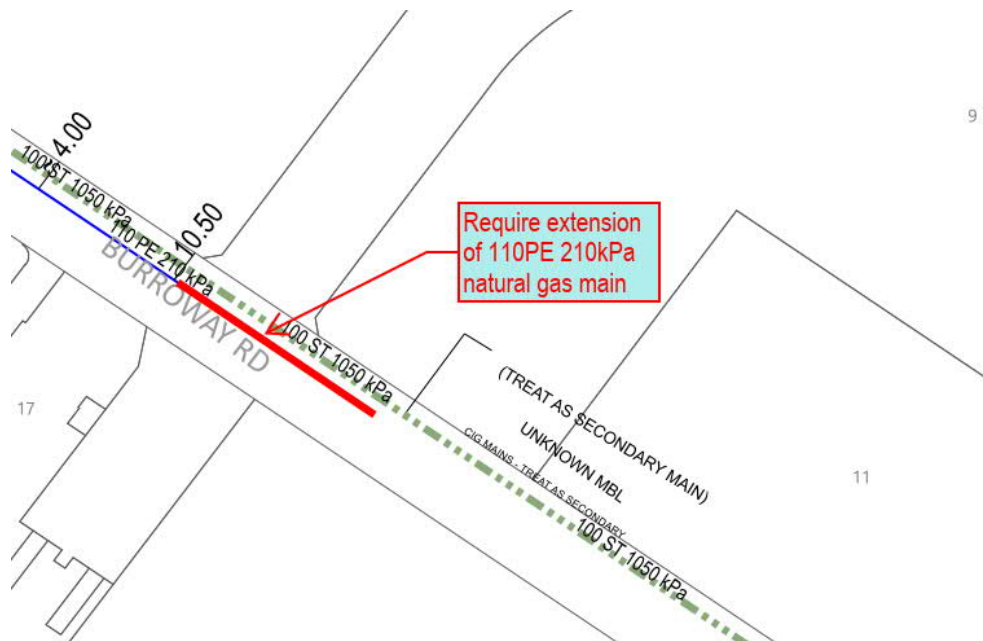 9
4.00
100 ST 1050 kPa
10.50
110 PE 210 kPa
BURROWAY RD
Require extension
of 110PE 210kPa
natural gas main
100 ST 1050 kPa
(TREAT AS SECONDARY MAIN)
UNKNOWN MBL
CIG MAINS - TREAT AS SECONDARY
17
11
100 ST 1050 kPa